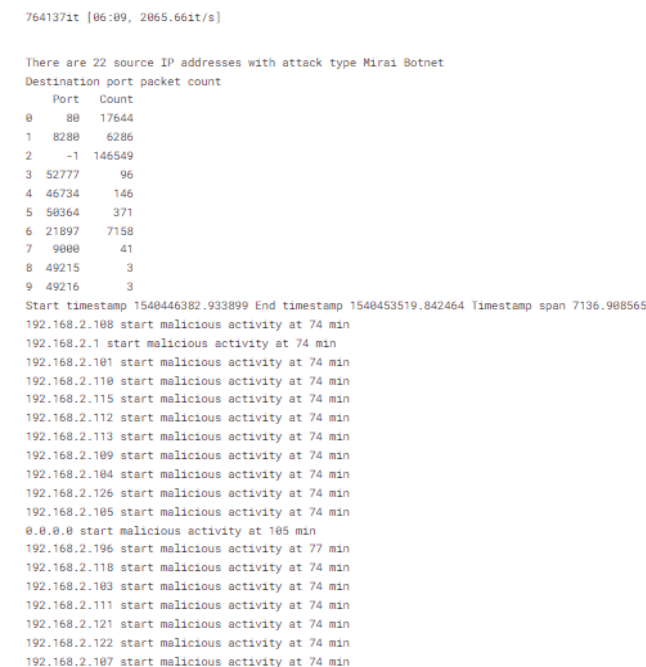 764137it [06:09, 2065.66it/s]
There are 22 source IP addresses with attack type Mirai Botnet
Destination port packet count
Port Count
0 80 17644
1 8280 6286
2 -1 146549
3 52777 96
4 46734 146
5 50364 371
6 21897 7158
7 9000 41
8 49215 3
9 49216 3
Start timestamp 1540446382.933899 End timestamp 1540453519.842464 Timestamp span 7136.908565
192.168.2.108 start malicious activity at 74 min
192.168.2.1 start malicious activity at 74 min
192.168.2.101 start malicious activity at 74 min
192.168.2.110 start malicious activity at 74 min
192.168.2.115 start malicious activity at 74 min
192.168.2.112 start malicious activity at 74 min
192.168.2.113 start malicious activity at 74 min
192.168.2.109 start malicious activity at 74 min
192.168.2.104 start malicious activity at 74 min
192.168.2.126 start malicious activity at 74 min
192.168.2.105 start malicious activity at 74 min
0.0.0.0 start malicious activity at 105 min
192.168.2.196 start malicious activity at 77 min
192.168.2.118 start malicious activity at 74 min
192.168.2.103 start malicious activity at 74 min
192.168.2.111 start malicious activity at 74 min
192.168.2.121 start malicious activity at 74 min
192.168.2.122 start malicious activity at 74 min
192.168.2.107 start malicious activity at 74 min